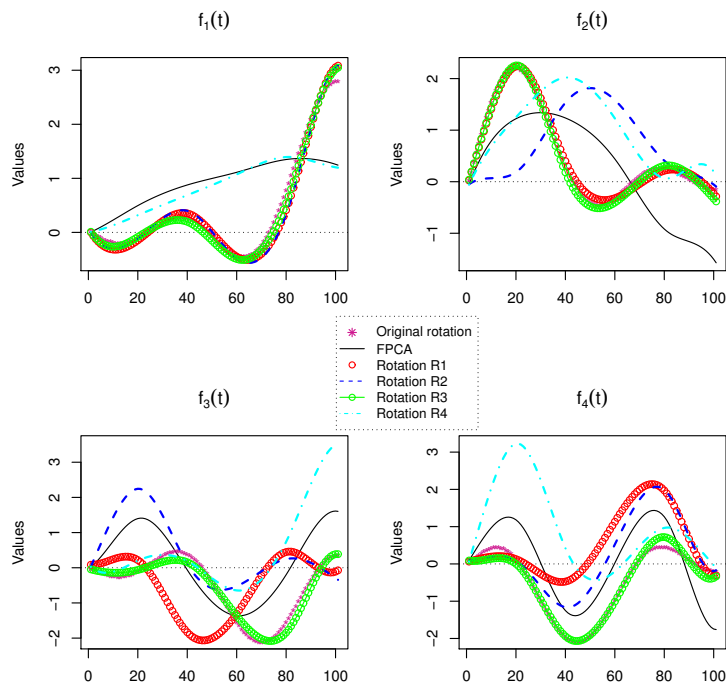 f₁(t)
Values
3
2
1
0
0 20 40 60 80 100
f₂(t)
Values
2
1
0
−1
0 20 40 60 80 100
Original rotation
FPCA
Rotation R1
Rotation R2
Rotation R3
Rotation R4
f₃(t)
Values
3
2
1
0
−1
−2
0 20 40 60 80 100
f₄(t)
Values
3
2
1
0
−1
−2
0 20 40 60 80 100